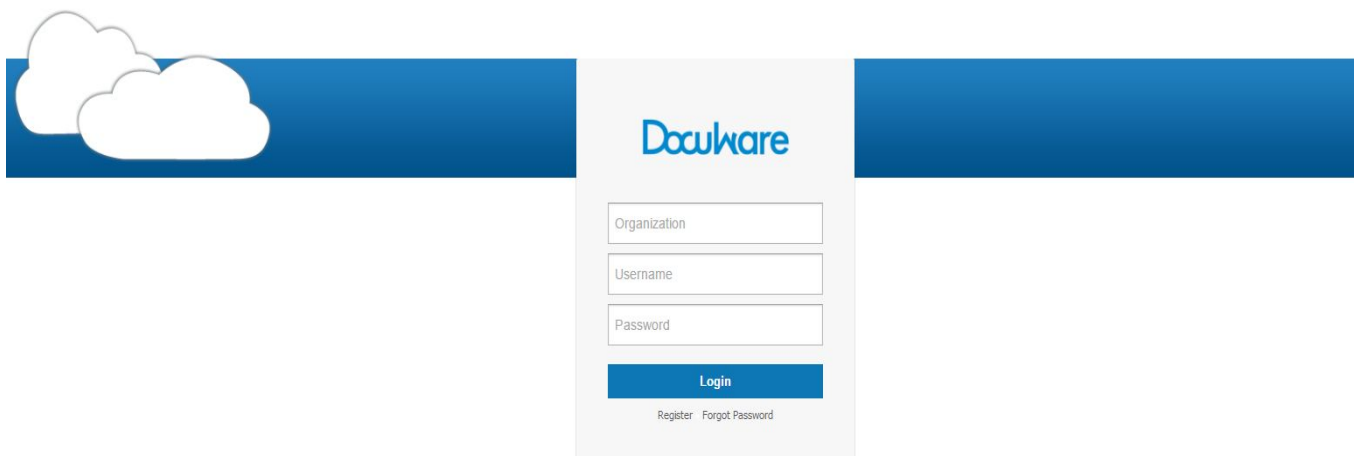 DocuWare
Organization
Username
Password
Login
Register Forgot Password